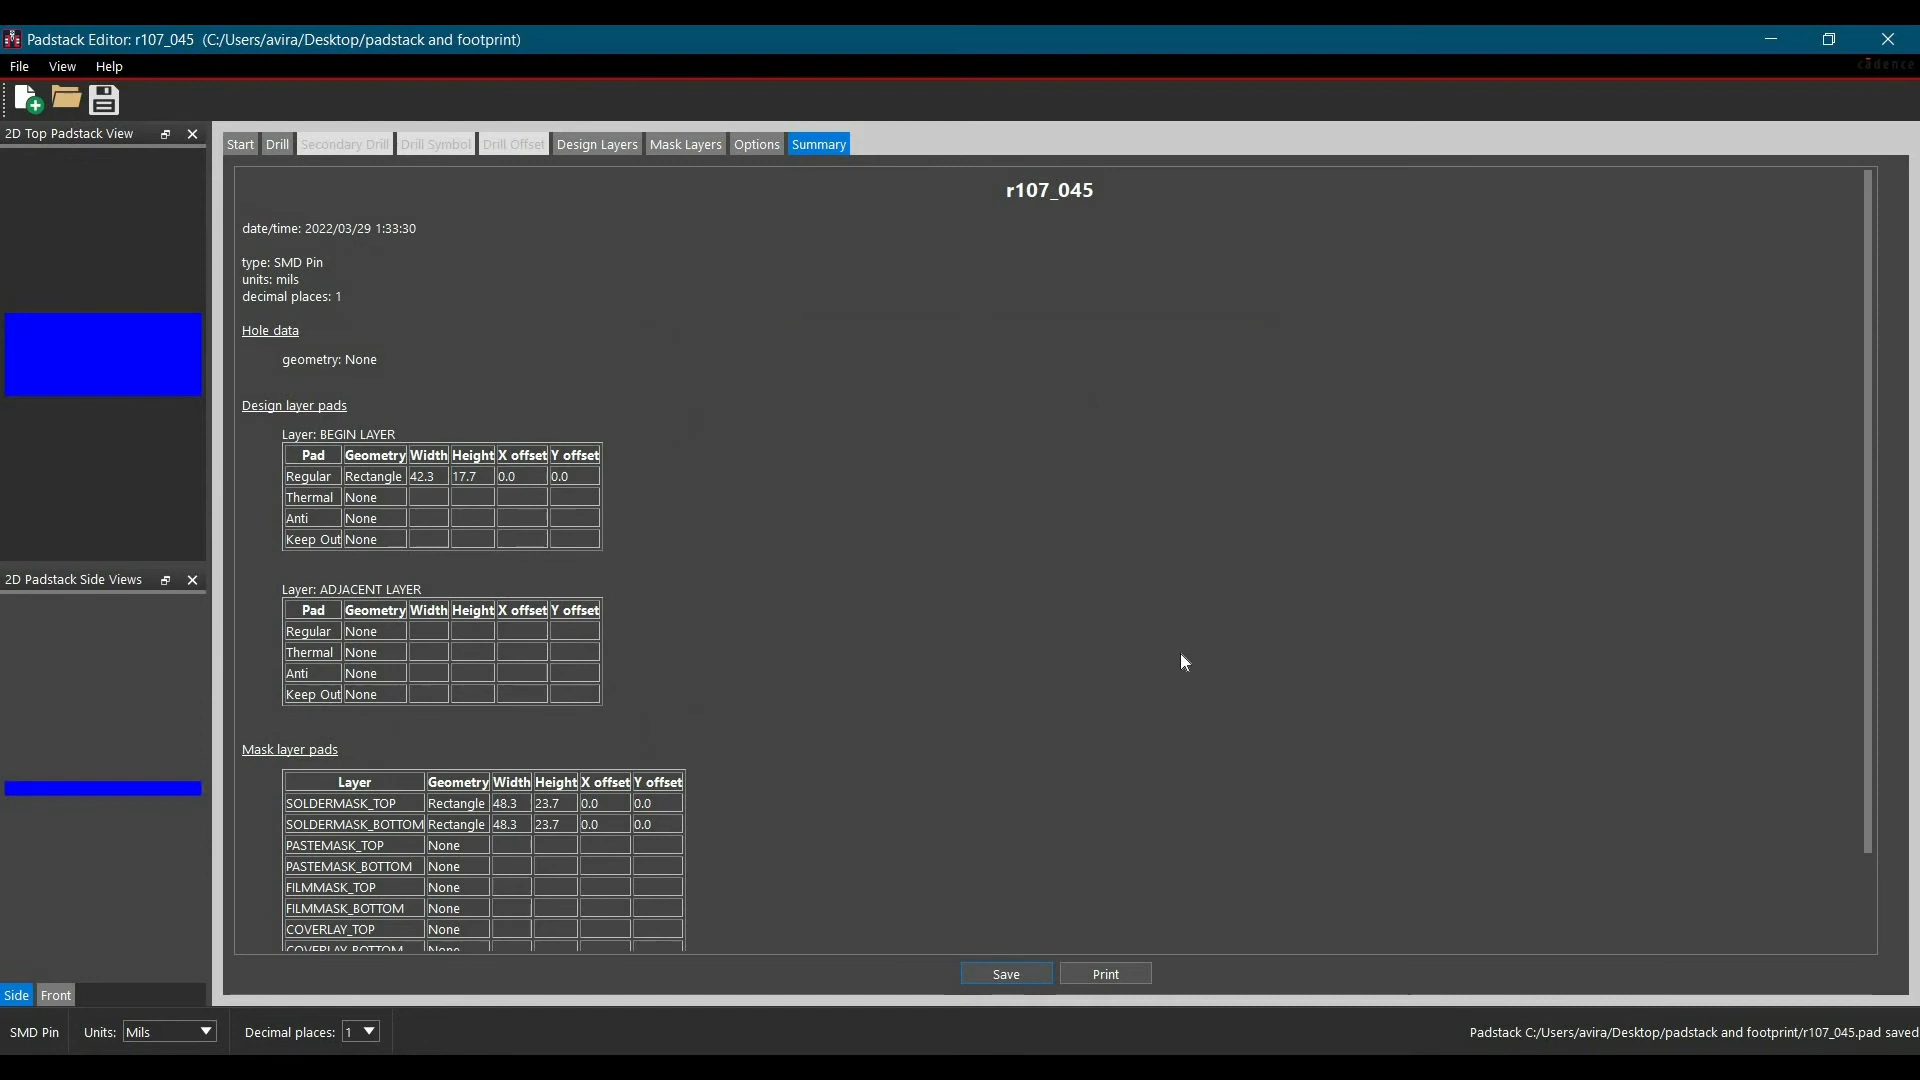 Padstack Editor: r107_045 (C:/Users/avira/Desktop/padstack and footprint)
File View Help
cadence
2D Top Padstack View
Start Drill Secondary Drill Drill Symbol Drill Offset Design Layers Mask Layers Options Summary
r107_045
date/time: 2022/03/29 1:33:30
type: SMD Pin
units: mils
decimal places: 1
Hole data
geometry: None
Design layer pads
Layer: BEGIN LAYER
Pad Geometry Width Height X offset Y offset
Regular Rectangle 42.3 17.7 0.0 0.0
Thermal None
Anti None
Keep Out None
Layer: ADJACENT LAYER
Pad Geometry Width Height X offset Y offset
Regular None
Thermal None
Anti None
Keep Out None
2D Padstack Side Views
Mask layer pads
Layer Geometry Width Height X offset Y offset
SOLDERMASK_TOP Rectangle 48.3 23.7 0.0 0.0
SOLDERMASK_BOTTOM Rectangle 48.3 23.7 0.0 0.0
PASTEMASK_TOP None
PASTEMASK_BOTTOM None
FILMMASK_TOP None
FILMMASK_BOTTOM None
COVERLAY_TOP None
COVERLAY_BOTTOM None
Save Print
Side Front
SMD Pin Units: Mils Decimal places: 1 Padstack C:/Users/avira/Desktop/padstack and footprint/r107_045.pad saved